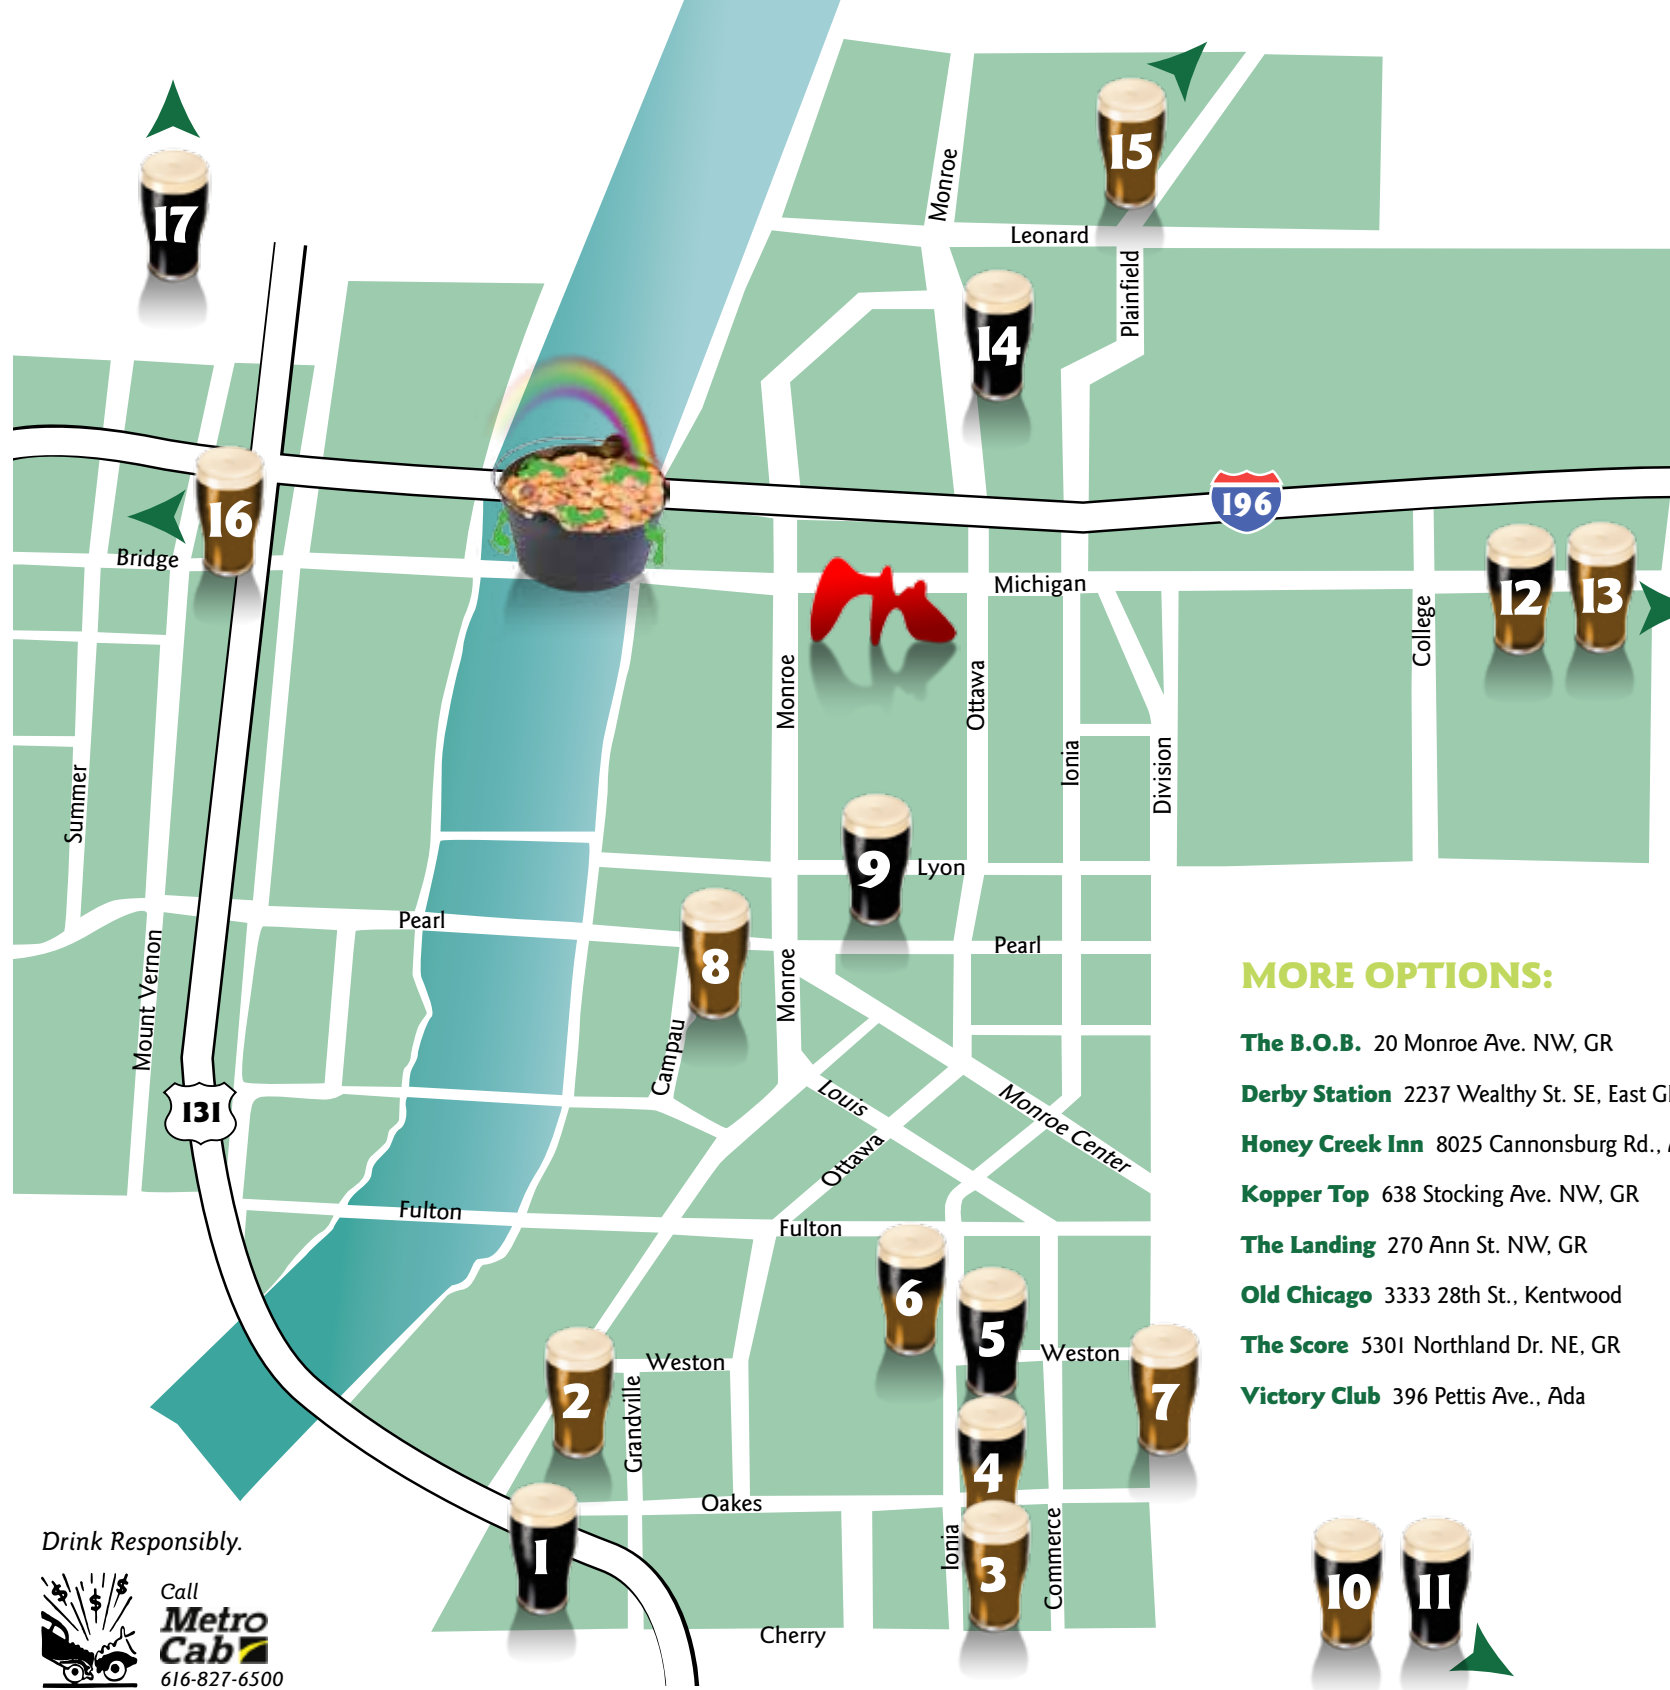 17
15
Monroe
Leonard
Plainfield
14
16
196
Bridge
Michigan
12
13
College
Monroe
Ottawa
Ionia
Division
Summer
9
Lyon
Pearl
8
Pearl
Monroe
Mount Vernon
Campau
131
Louis
Ottawa
Monroe Center
Fulton
Fulton
6
5
Weston
Weston
7
2
Grandville
4
Oakes
1
Ionia
3
Commerce
Cherry
10
11
MORE OPTIONS:
The B.O.B. 20 Monroe Ave. NW, GR
Derby Station 2237 Wealthy St. SE, East
Honey Creek Inn 8025 Cannonsburg Rd.,
Kopper Top 638 Stocking Ave. NW, GR
The Landing 270 Ann St. NW, GR
Old Chicago 3333 28th St., Kentwood
The Score 5301 Northland Dr. NE, GR
Victory Club 396 Pettis Ave., Ada
Drink Responsibly.
$ $ $
Call
Metro
Cab
616-827-6500